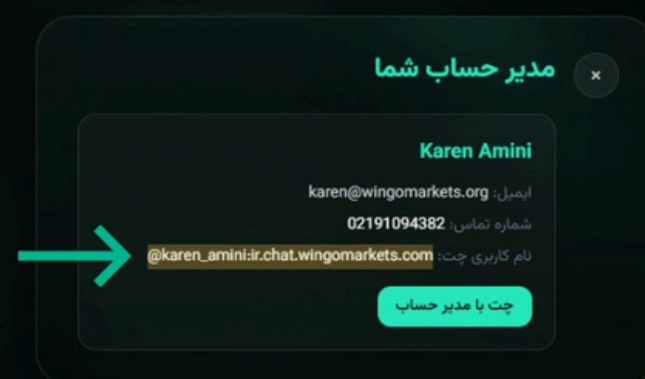 مدیر حساب شما
×
Karen Amini
ایمیل: karen@wingomarkets.org
شماره تماس: 02191094382
نام کاربری چت: @karen_amini:ir.chat.wingomarkets.com
چت با مدیر حساب